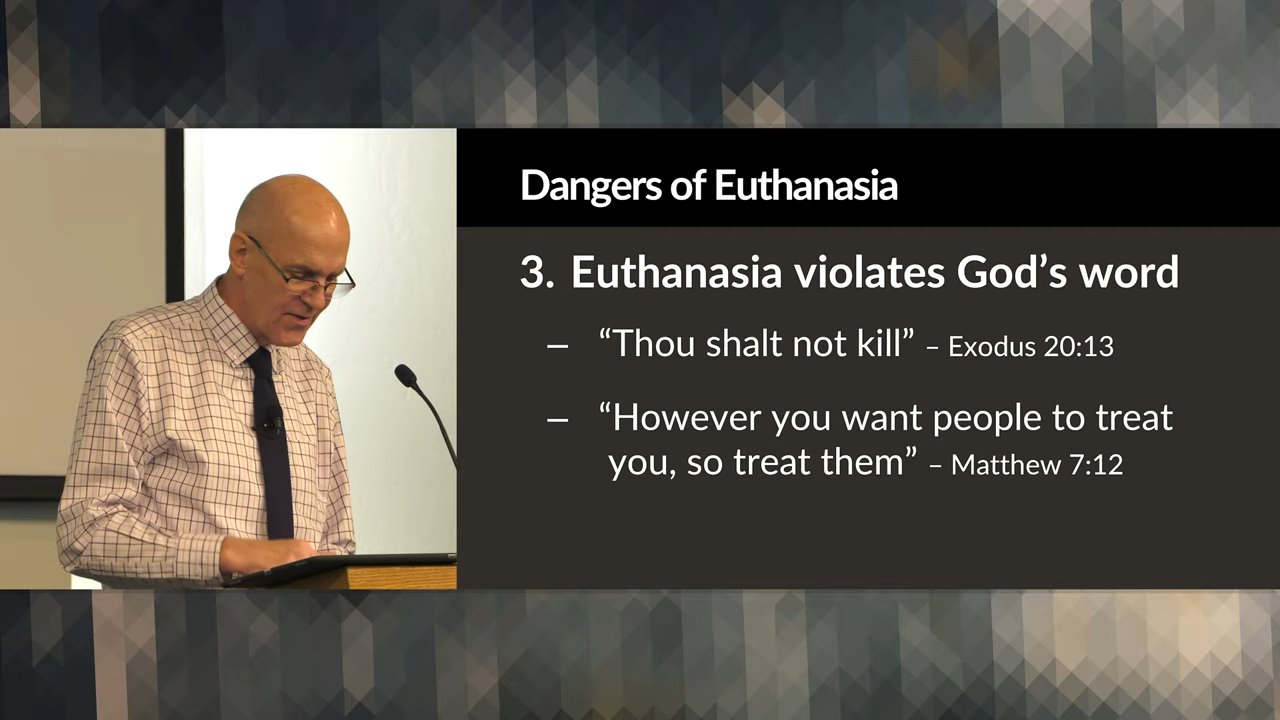 Dangers of Euthanasia
3. Euthanasia violates God’s word
– “Thou shalt not kill” – Exodus 20:13
– “However you want people to treat
you, so treat them” – Matthew 7:12